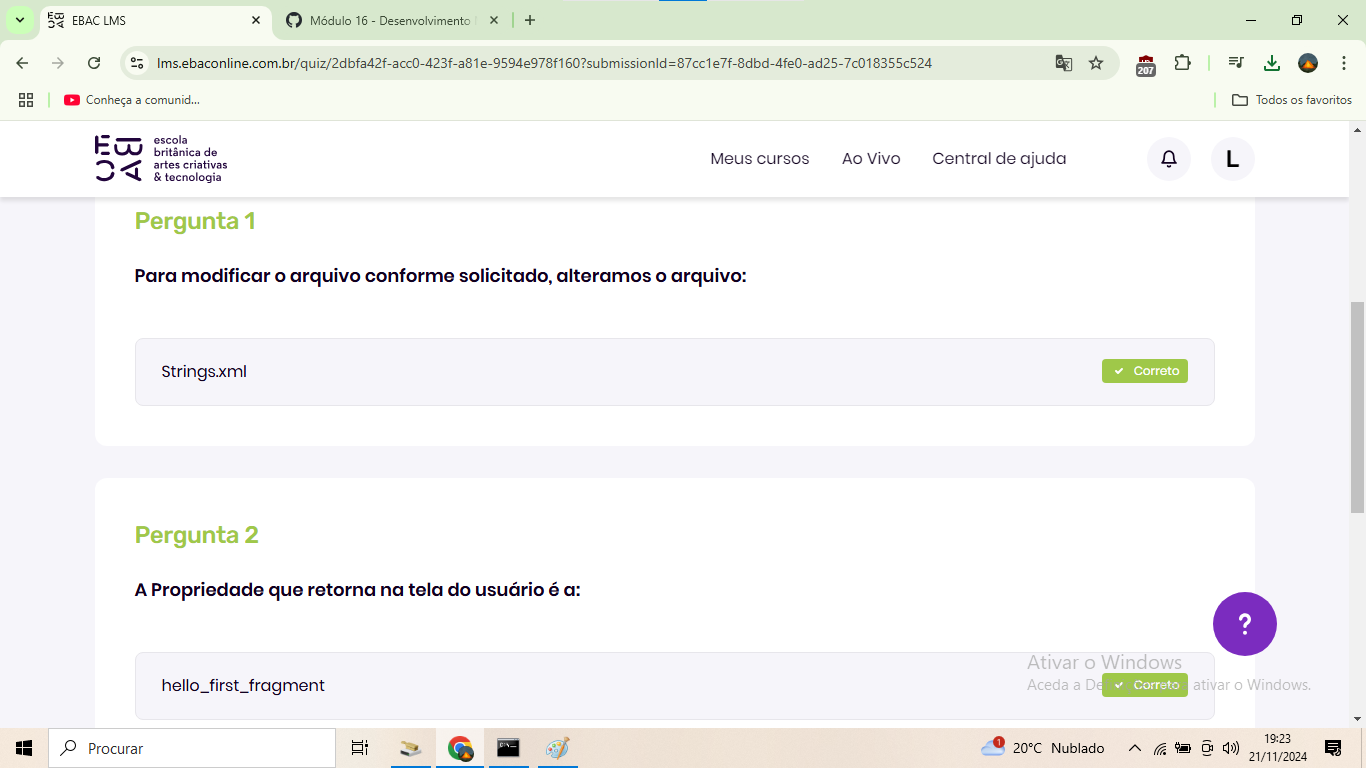 EBAC LMS
Módulo 16 - Desenvolvimento
lms.ebaconline.com.br/quiz/2dbfa42f-acc0-423f-a81e-9594e978f160?submissionId=87cc1e7f-8dbd-4fe0-ad25-7c018355c524
207
Conheça a comunid...
Todos os favoritos
EBAC
escola
britânica de
artes criativas
& tecnologia
Meus cursos
Ao Vivo
Central de ajuda
L
Pergunta 1
Para modificar o arquivo conforme solicitado, alteramos o arquivo:
Strings.xml
Correto
Pergunta 2
A Propriedade que retorna na tela do usuário é a:
?
hello_first_fragment
Correto
Ativar o Windows
Aceda a ativar o Windows.
Procurar
1
20°C Nublado
19:23
21/11/2024